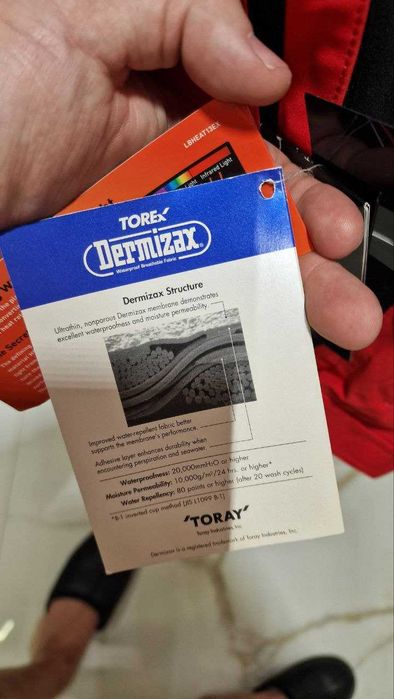 LBHEAT13EX
Infrared Light
Light
TOREX
Dermizax®
Waterproof Breathable Fabric
Dermizax Structure
Ultrathin, nonporous Dermizax membrane demonstrates
excellent waterproofness and moisture permeability.
Improved water-repellent fabric better
supports the membrane's performance.
Adhesive layer enhances durability when
encountering perspiration and seawater.
Waterproofness: 20,000mmH₂O or higher
Moisture Permeability: 10,000g/m²/24 hrs. or higher*
Water Repellency: 80 points or higher (after 20 wash cycles)
*B-1 inverted cup method (JIS L1099 B-1)
'TORAY'
Toray Industries, Inc.
Dermizax is a registered trademark of Toray Industries, Inc.